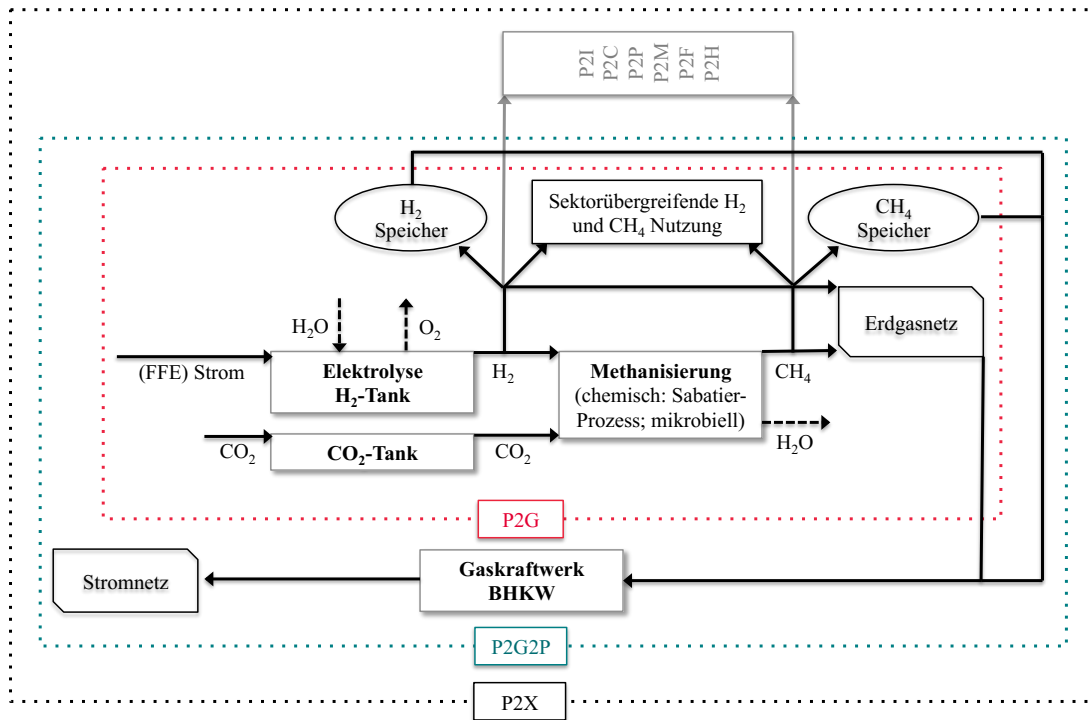 P2I
P2C
P2P
P2M
P2F
P2H
H2
Speicher
Sektorübergreifende H2
und CH4 Nutzung
CH4
Speicher
H2O
O2
Erdgasnetz
(FFE) Strom
Elektrolyse
H2-Tank
H2
Methanisierung
(chemisch: Sabatier-
Prozess; mikrobiell)
CH4
CO2
CO2-Tank
CO2
H2O
P2G
Stromnetz
Gaskraftwerk
BHKW
P2G2P
P2X